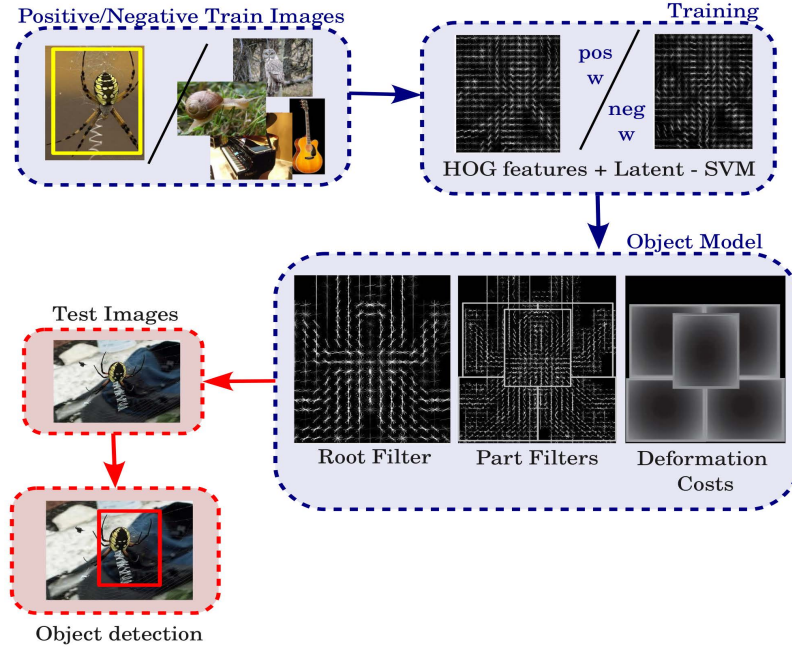 Positive/Negative Train Images
Training
pos
w
neg
w
HOG features + Latent - SVM
Object Model
Root Filter
Part Filters
Deformation
Costs
Test Images
Object detection